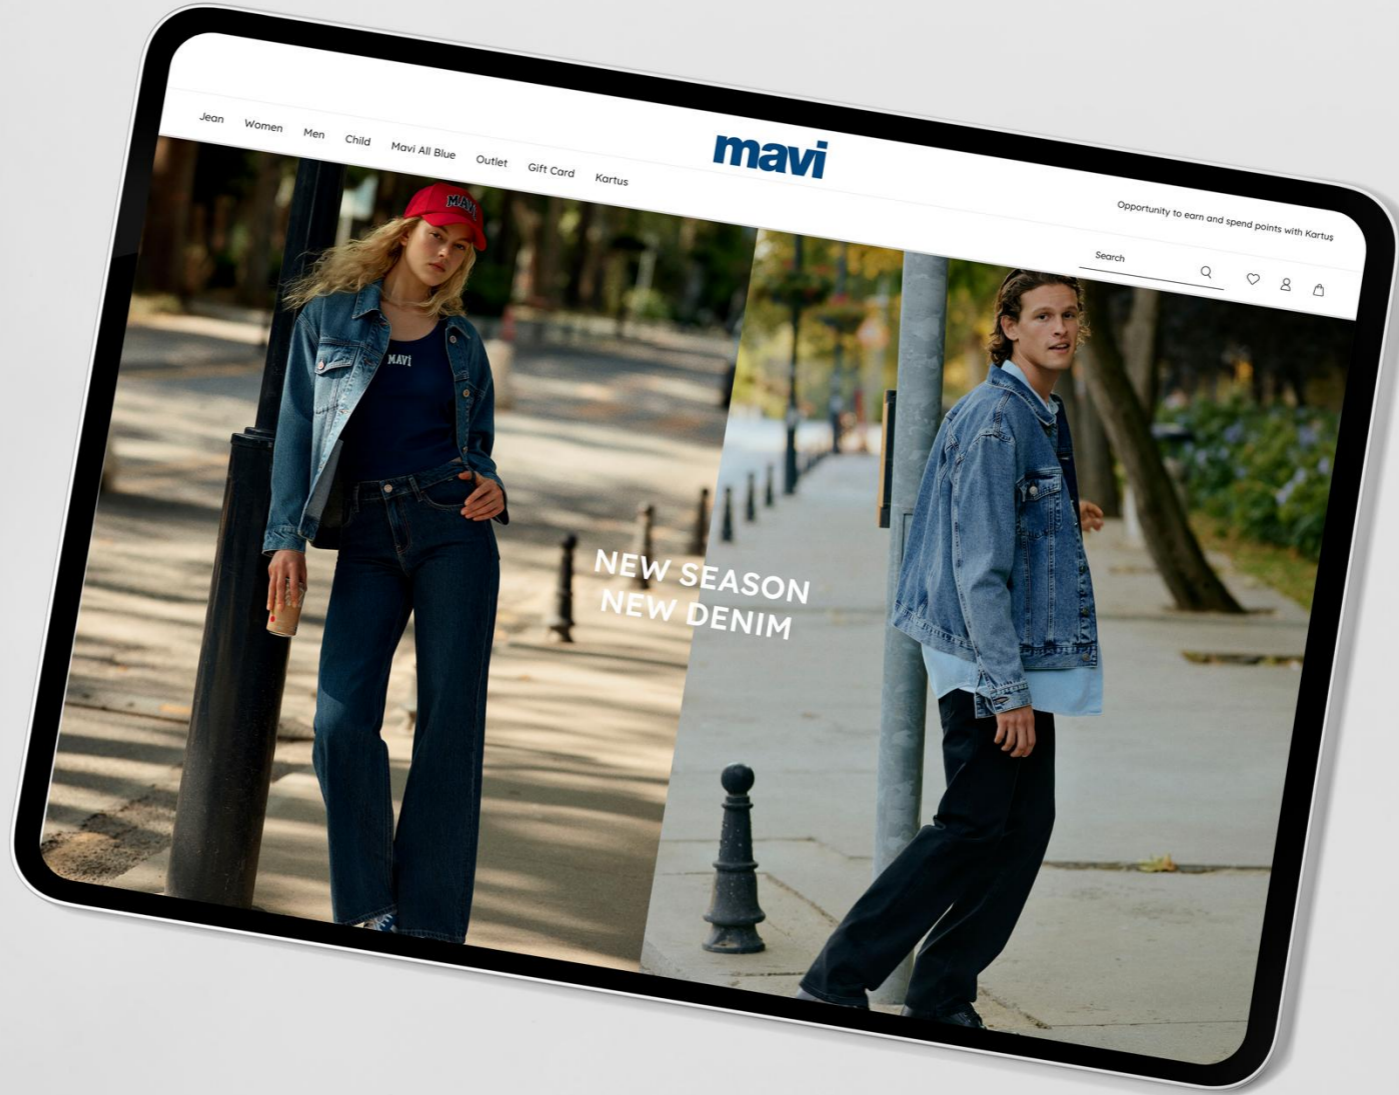 mavi
Opportunity to earn and spend points with Kartuş
Jean Women Men Child Mavi All Blue Outlet Gift Card Kartus
Search
MAVİ
MAVİ
NEW SEASON
NEW DENIM